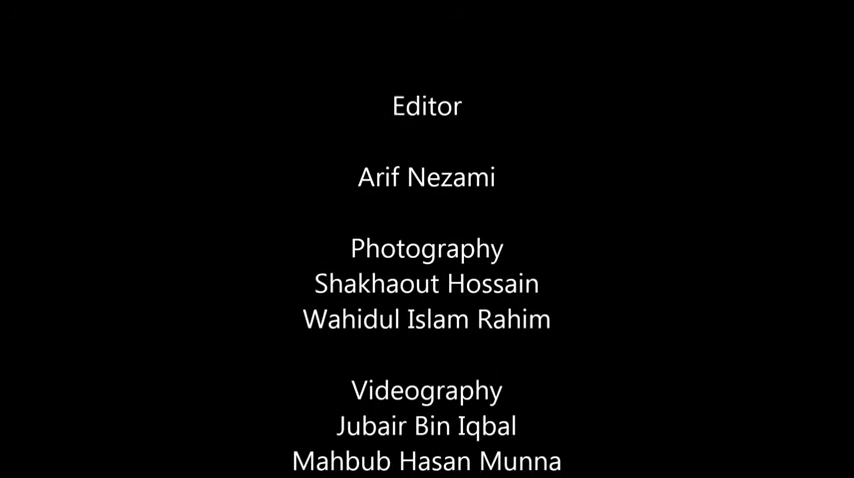 Editor
Arif Nezami
Photography
Shakhaout Hossain
Wahidul Islam Rahim
Videography
Jubair Bin Iqbal
Mahbub Hasan Munna